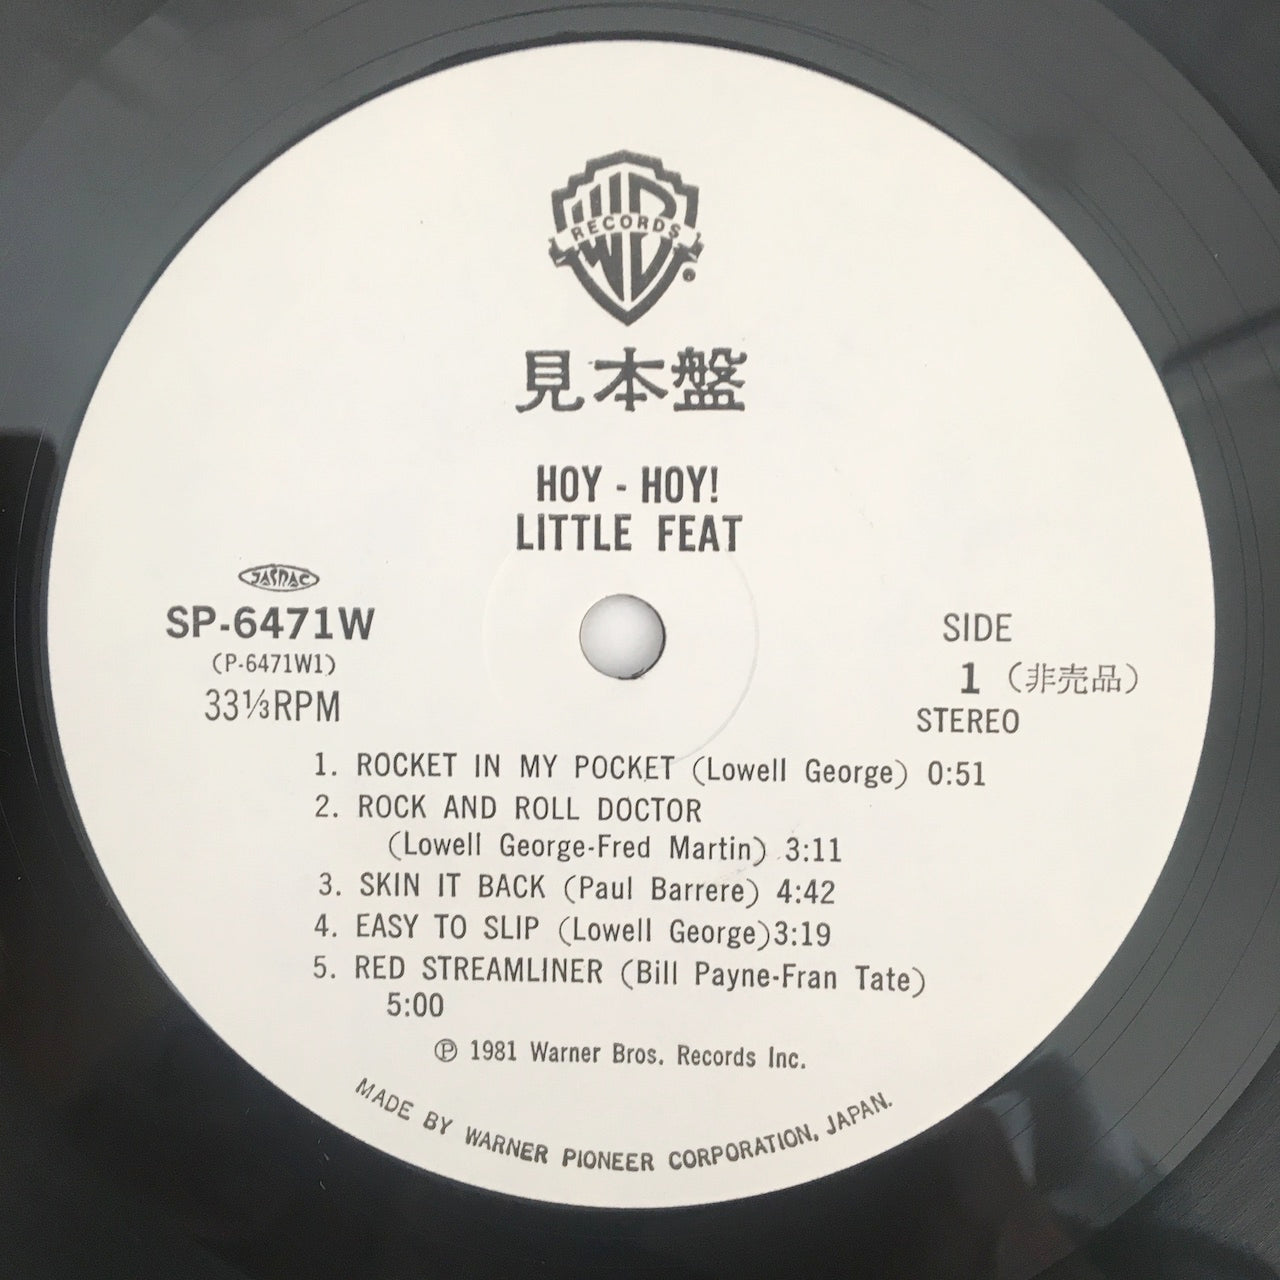 WB
RECORDS
見本盤
HOY - HOY!
LITTLE FEAT
JASRAC
SP-6471W
(P-6471W1)
33⅓RPM
SIDE
1 (非売品)
STEREO
1. ROCKET IN MY POCKET (Lowell George) 0:51
2. ROCK AND ROLL DOCTOR
(Lowell George-Fred Martin) 3:11
3. SKIN IT BACK (Paul Barrere) 4:42
4. EASY TO SLIP (Lowell George)3:19
5. RED STREAMLINER (Bill Payne-Fran Tate)
5:00
℗ 1981 Warner Bros. Records Inc.
MADE BY WARNER PIONEER CORPORATION, JAPAN.